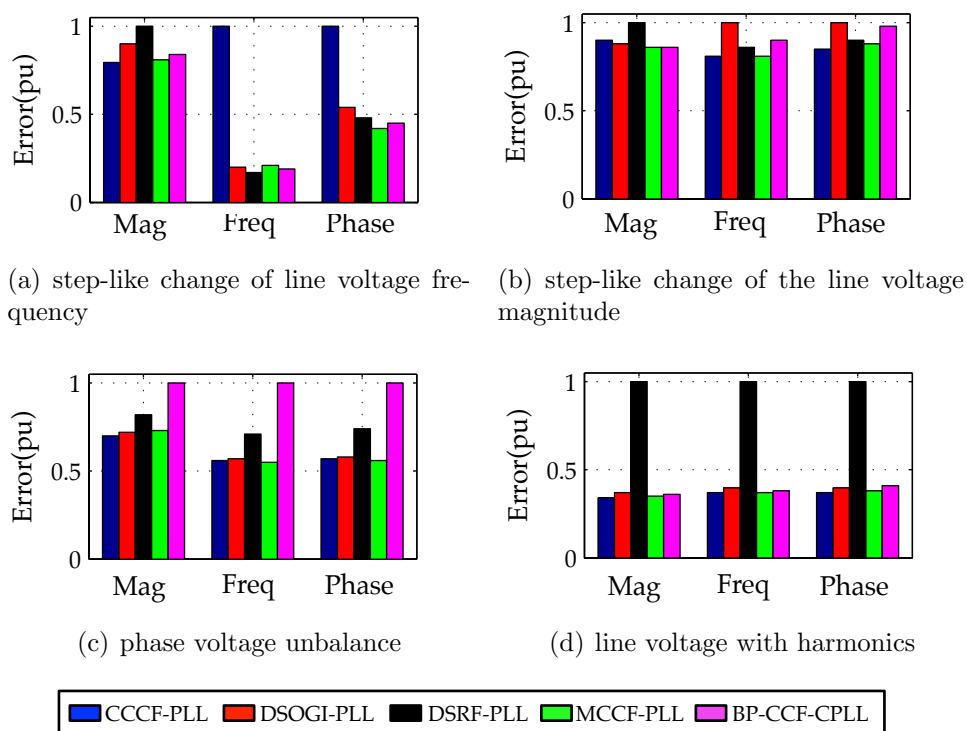 1
0.5
0
Error(pu)
Mag Freq Phase
(a) step-like change of line voltage fre-
quency
1
0.5
0
Error(pu)
Mag Freq Phase
(b) step-like change of the line voltage
magnitude
1
0.5
0
Error(pu)
Mag Freq Phase
(c) phase voltage unbalance
1
0.5
0
Error(pu)
Mag Freq Phase
(d) line voltage with harmonics
CCCF-PLL DSOGI-PLL DSRF-PLL MCCF-PLL BP-CCF-CPLL